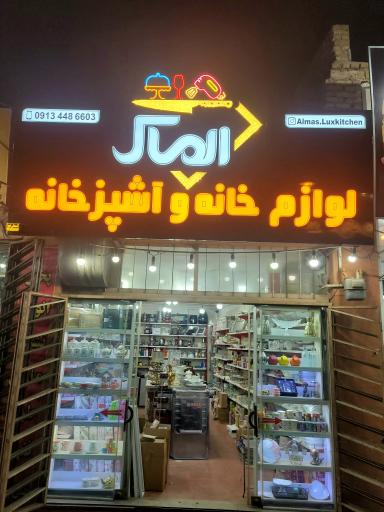 0913 448 6603
Almas.Luxkitchen
الماس
لوازم خانه و آشپزخانه